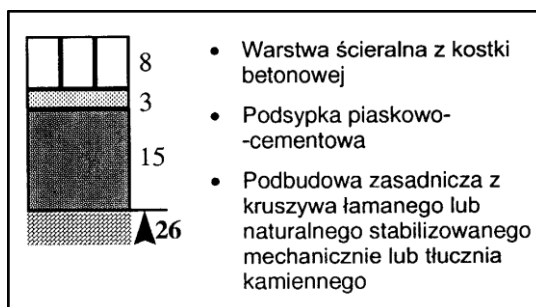 8
3
15
26
• Warstwa ścieralna z kostki
betonowej
• Podsypka piaskowo-
-cementowa
• Podbudowa zasadnicza z
kruszywa łamanego lub
naturalnego stabilizowanego
mechanicznie lub tłucznia
kamiennego